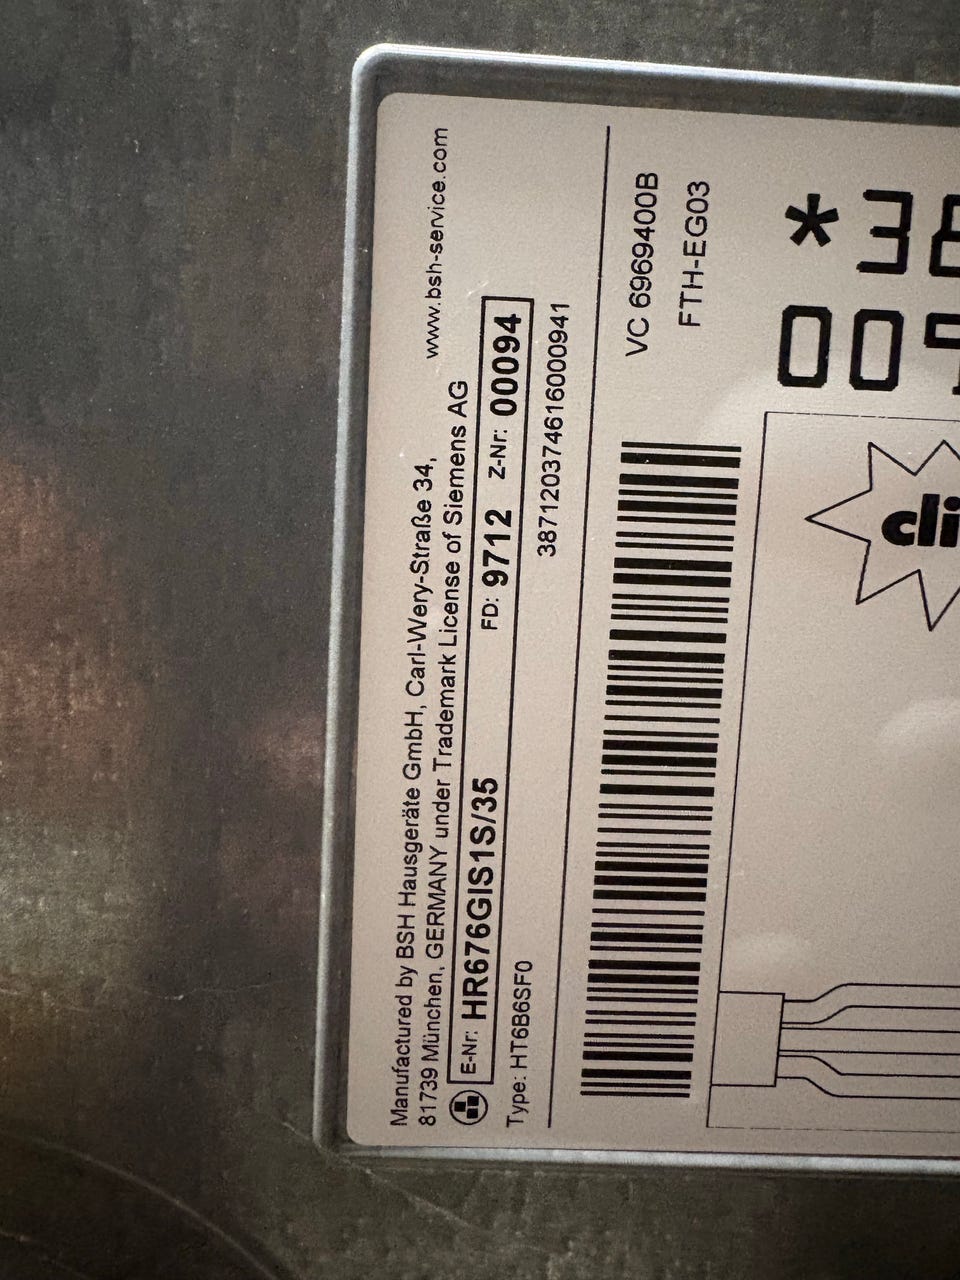 Manufactured by BSH Hausgeräte GmbH, Carl-Wery-Straße 34,
81739 München, GERMANY under Trademark License of Siemens AG
www.bsh-service.com
E-Nr: HR676GIS1S/35 FD: 9712 Z-Nr: 00094
Type: HT6B6SF0
387120374616000941
VC 6969400B
FTH-EG03